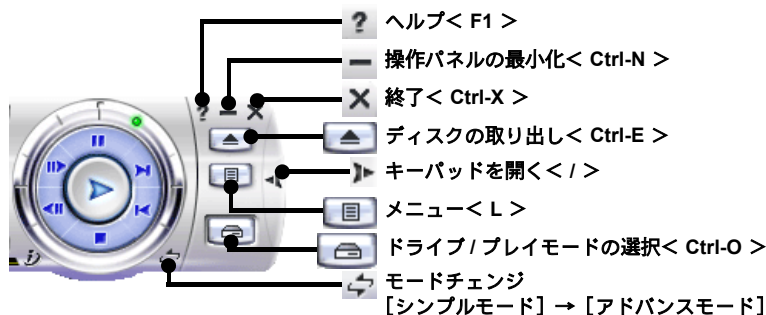 ヘルプ< F1 >
操作パネルの最小化< Ctrl-N >
終了< Ctrl-X >
ディスクの取り出し< Ctrl-E >
キーパッドを開く< / >
メニュー< L >
ドライブ / プレイモードの選択< Ctrl-O >
モードチェンジ
[シンプルモード] → [アドバンスモード]